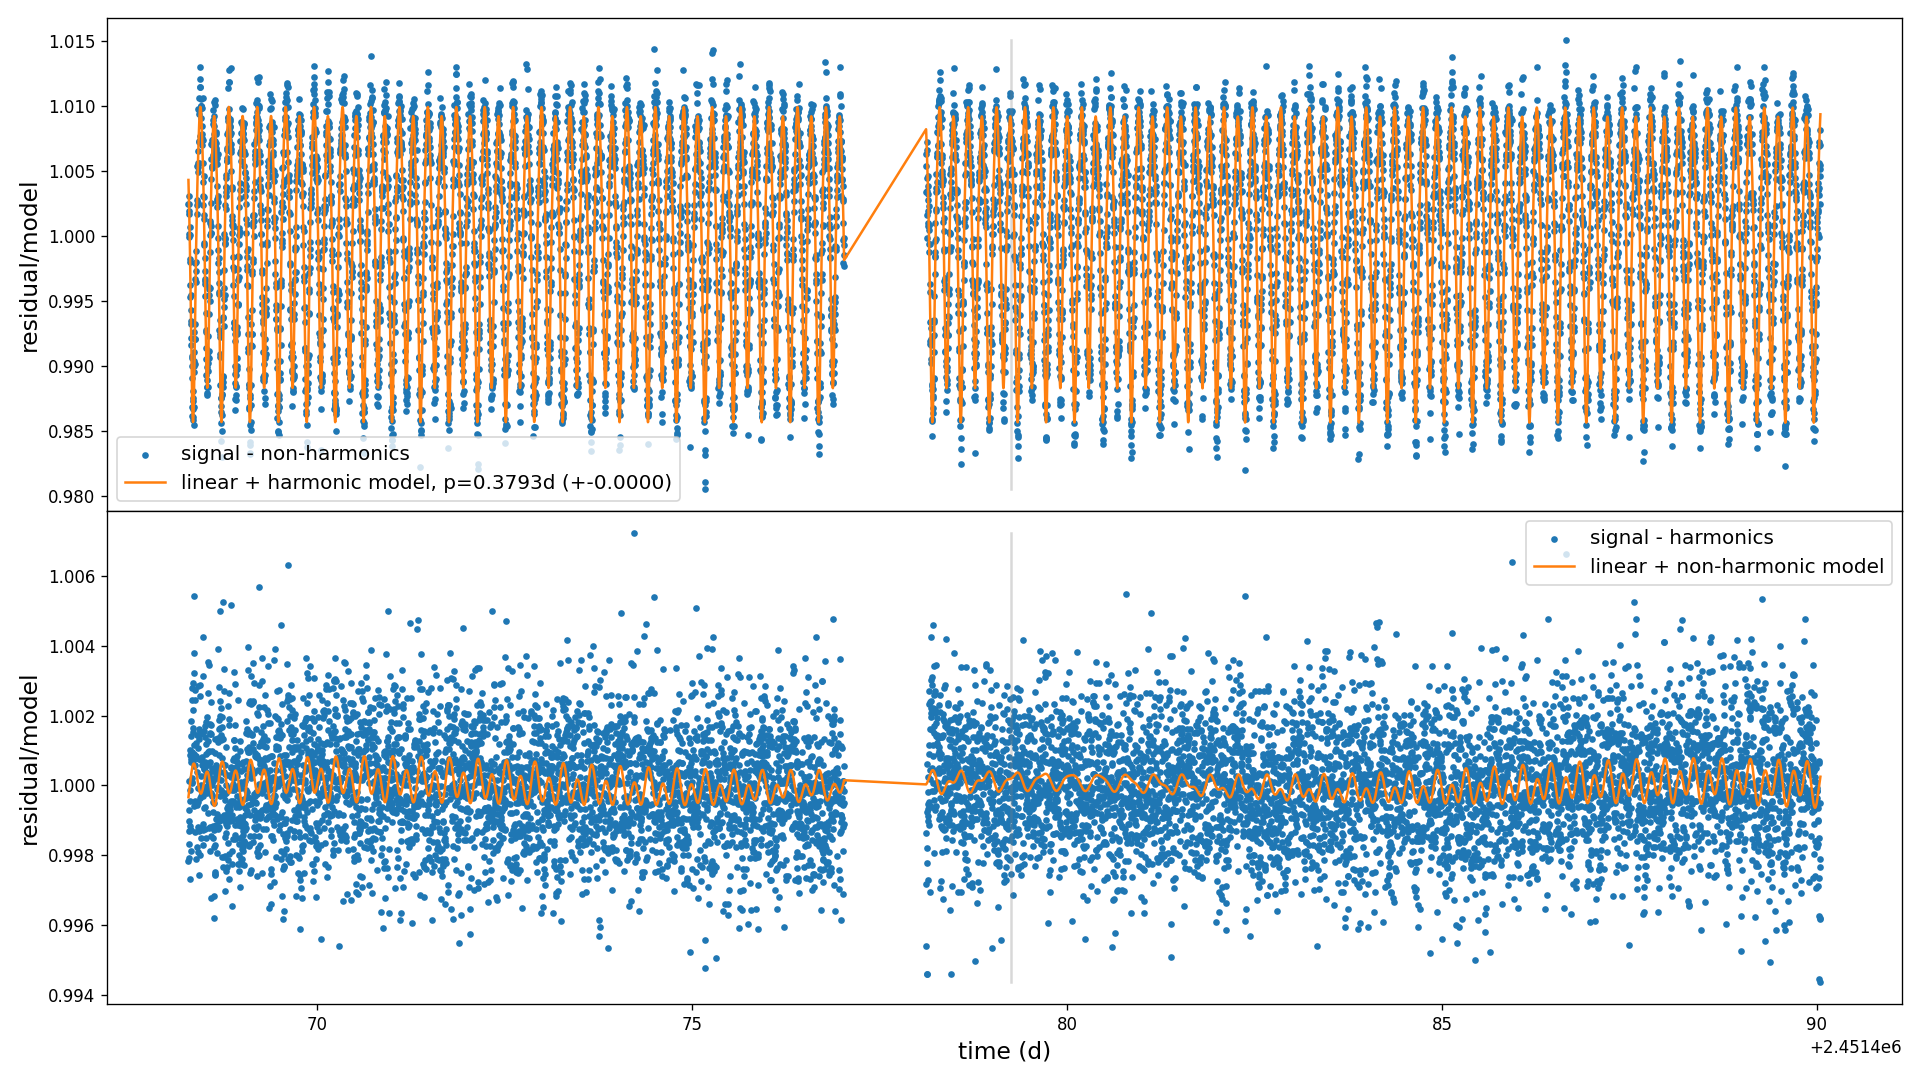 1.015
1.010
1.005
1.000
0.995
0.990
0.985
0.980
residual/model
signal - non-harmonics
linear + harmonic model, p=0.3793d (+-0.0000)
1.006
1.004
1.002
1.000
0.998
0.996
0.994
residual/model
signal - harmonics
linear + non-harmonic model
70
75
80
85
90
time (d)
+2.4514e6